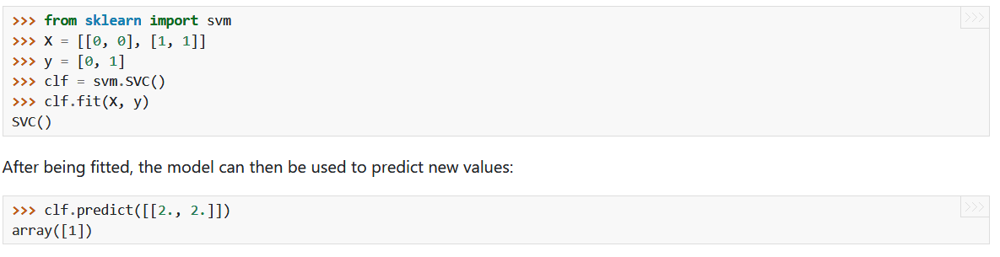 >>> from sklearn import svm
>>> X = [[0, 0], [1, 1]]
>>> y = [0, 1]
>>> clf = svm.SVC()
>>> clf.fit(X, y)
SVC()
>>>
After being fitted, the model can then be used to predict new values:
>>> clf.predict([[2., 2.]])
array([1])
>>>